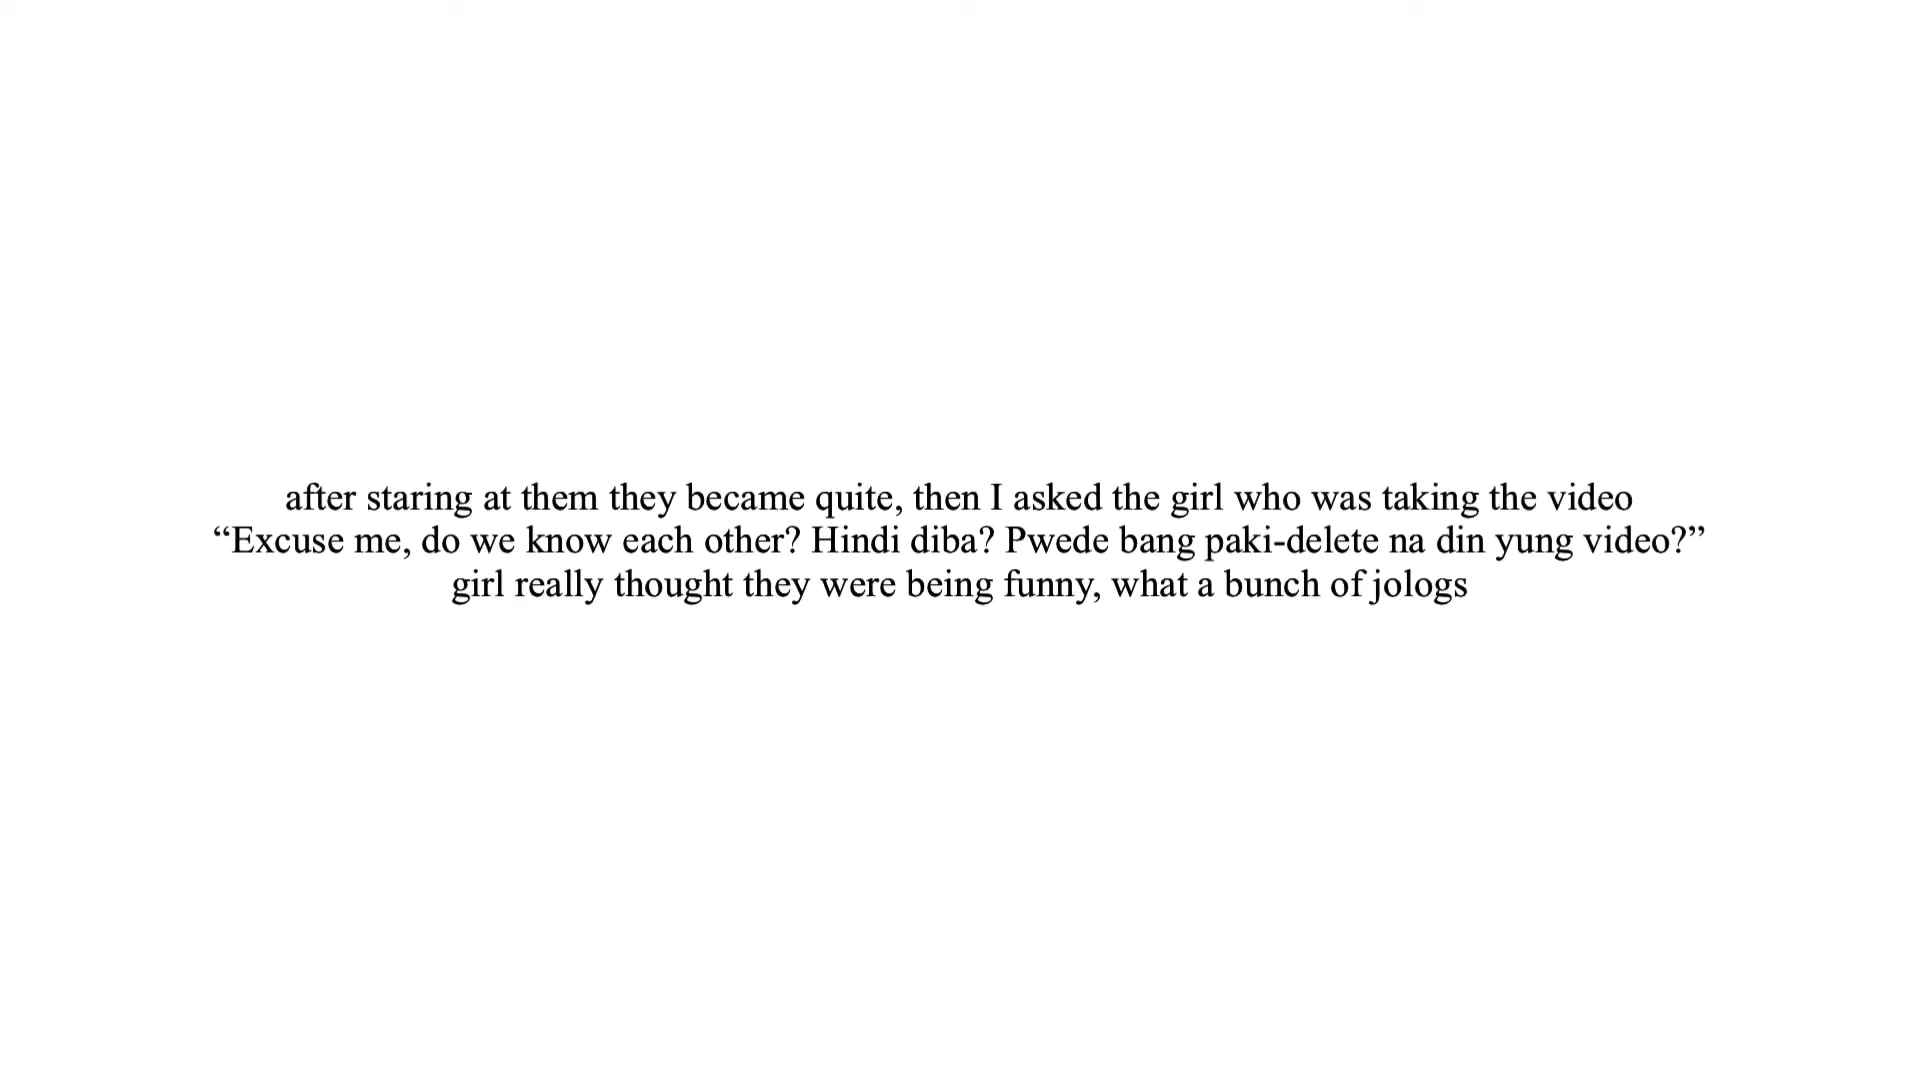 after staring at them they became quite, then I asked the girl who was taking the video
“Excuse me, do we know each other? Hindi diba? Pwede bang paki-delete na din yung video?”
girl really thought they were being funny, what a bunch of jologs